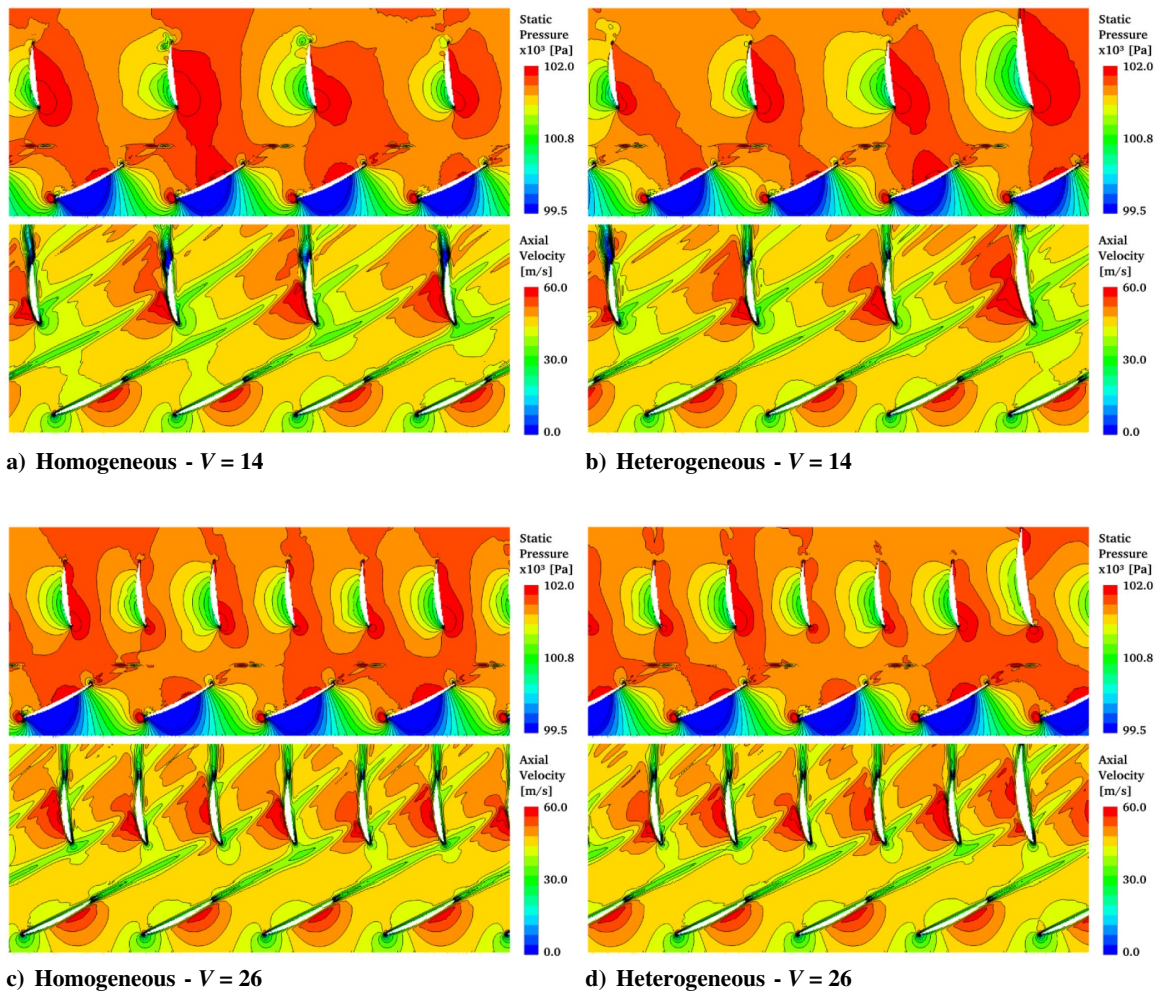 Static
Pressure
x10³ [Pa]
102.0
100.8
99.5
Axial
Velocity
[m/s]
60.0
30.0
0.0
a) Homogeneous - V = 14
Static
Pressure
x10³ [Pa]
102.0
100.8
99.5
Axial
Velocity
[m/s]
60.0
30.0
0.0
b) Heterogeneous - V = 14
Static
Pressure
x10³ [Pa]
102.0
100.8
99.5
Axial
Velocity
[m/s]
60.0
30.0
0.0
c) Homogeneous - V = 26
Static
Pressure
x10³ [Pa]
102.0
100.8
99.5
Axial
Velocity
[m/s]
60.0
30.0
0.0
d) Heterogeneous - V = 26